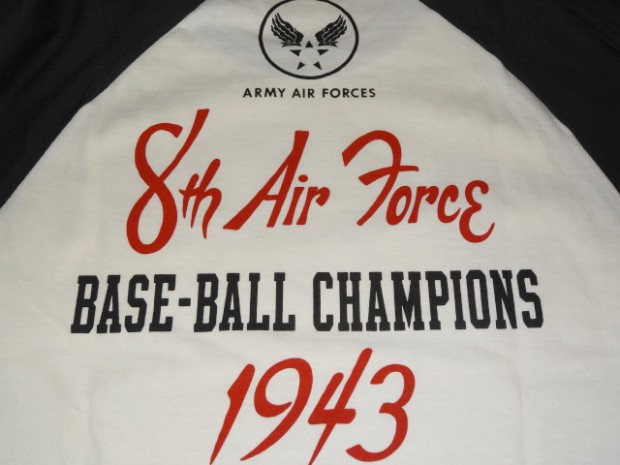 ARMY AIR FORCES
8th Air Force
BASE-BALL CHAMPIONS
1943